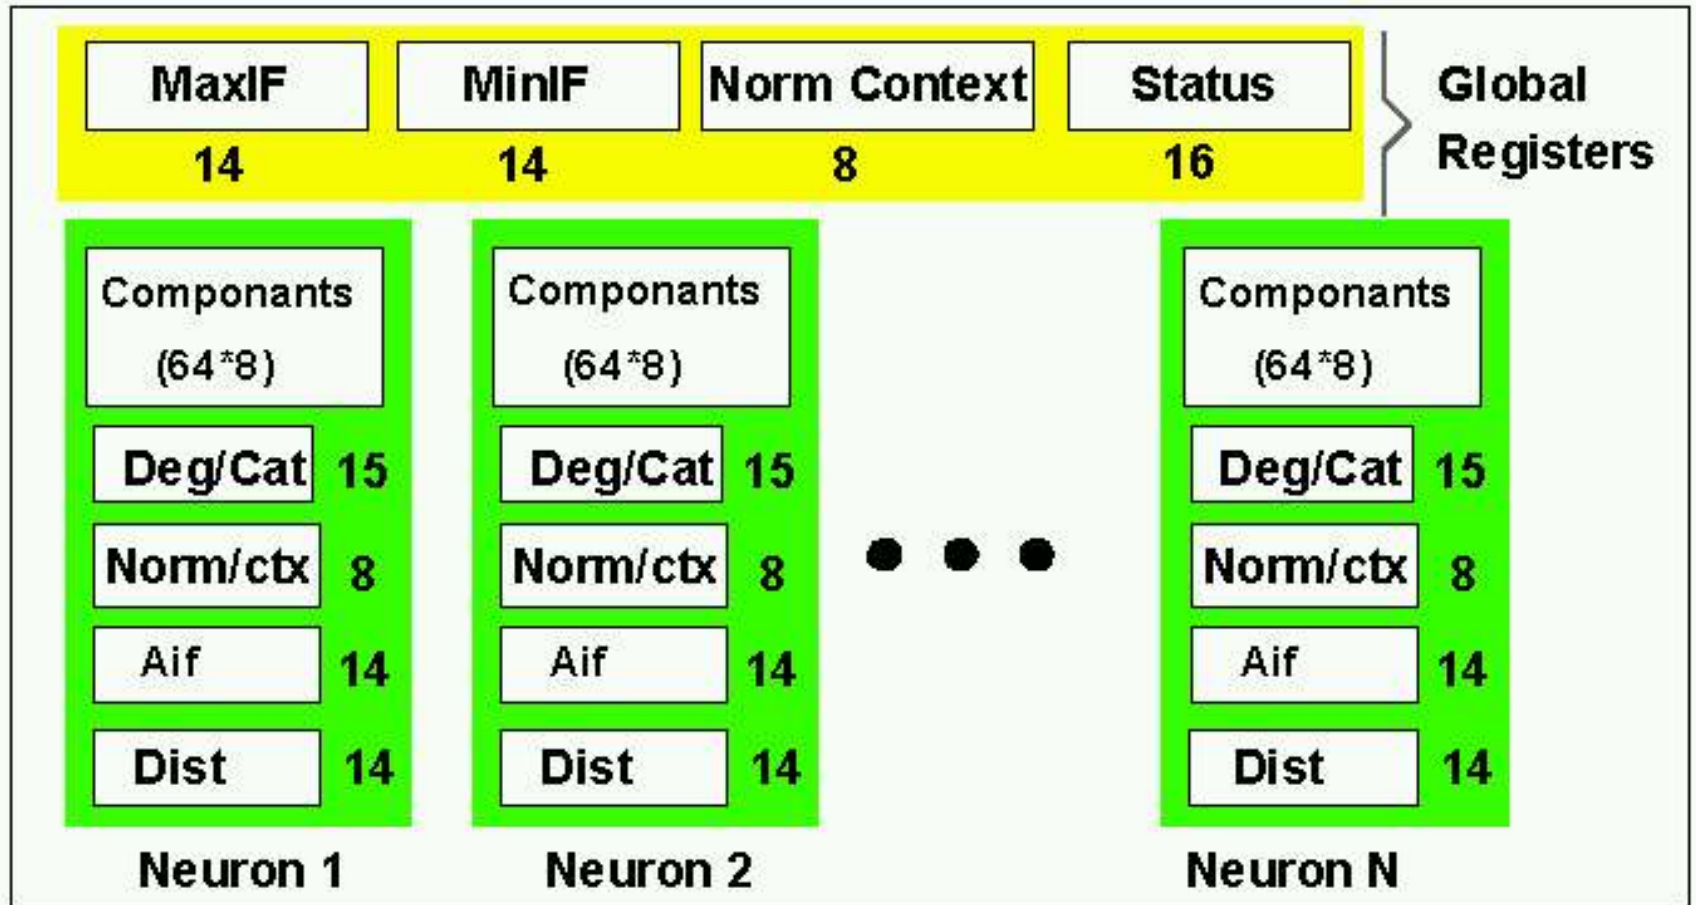 MaxIF MinIF Norm Context Status
14 14 8 16
Global
Registers
Componants
(64*8)
Deg/Cat 15
Norm/ctx 8
Aif 14
Dist 14
Neuron 1
Componants
(64*8)
Deg/Cat 15
Norm/ctx 8
Aif 14
Dist 14
Neuron 2
Componants
(64*8)
Deg/Cat 15
Norm/ctx 8
Aif 14
Dist 14
Neuron N